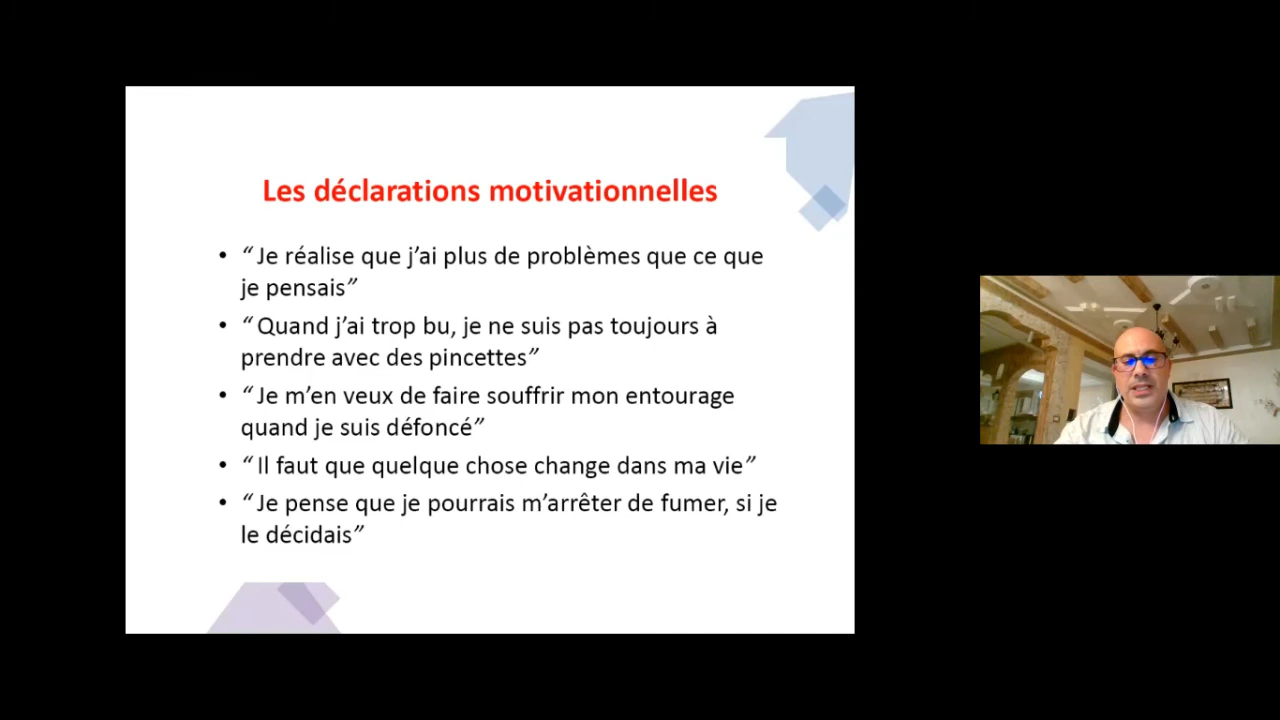 Les déclarations motivationnelles
• “Je réalise que j’ai plus de problèmes que ce que
je pensais”
• “Quand j’ai trop bu, je ne suis pas toujours à
prendre avec des pincettes”
• “Je m’en veux de faire souffrir mon entourage
quand je suis défoncé”
• “Il faut que quelque chose change dans ma vie”
• “Je pense que je pourrais m’arrêter de fumer, si je
le décidais”